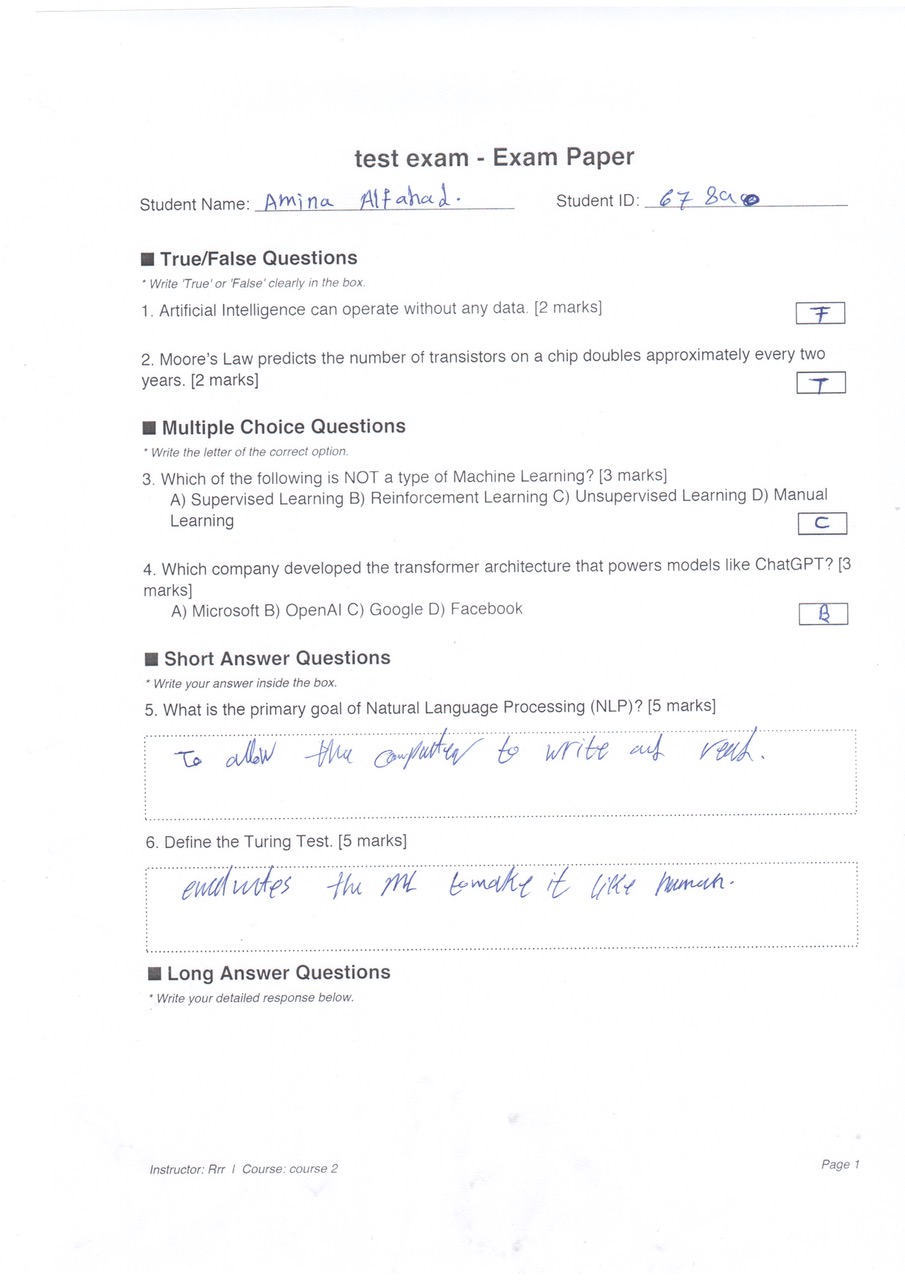 test exam - Exam Paper
Student Name: Amina Alfahad.
Student ID: 67 8a
■ True/False Questions
* Write 'True' or 'False' clearly in the box.
1. Artificial Intelligence can operate without any data. [2 marks]
F
2. Moore's Law predicts the number of transistors on a chip doubles approximately every two
years. [2 marks]
T
■ Multiple Choice Questions
* Write the letter of the correct option.
3. Which of the following is NOT a type of Machine Learning? [3 marks]
A) Supervised Learning B) Reinforcement Learning C) Unsupervised Learning D) Manual
Learning
C
4. Which company developed the transformer architecture that powers models like ChatGPT? [3
marks]
A) Microsoft B) OpenAI C) Google D) Facebook
B
■ Short Answer Questions
* Write your answer inside the box.
5. What is the primary goal of Natural Language Processing (NLP)? [5 marks]
To allow the to write and read.
6. Define the Turing Test. [5 marks]
the ML to make it like human.
■ Long Answer Questions
* Write your detailed response below.
Instructor: Rrr | Course: course 2
Page 1